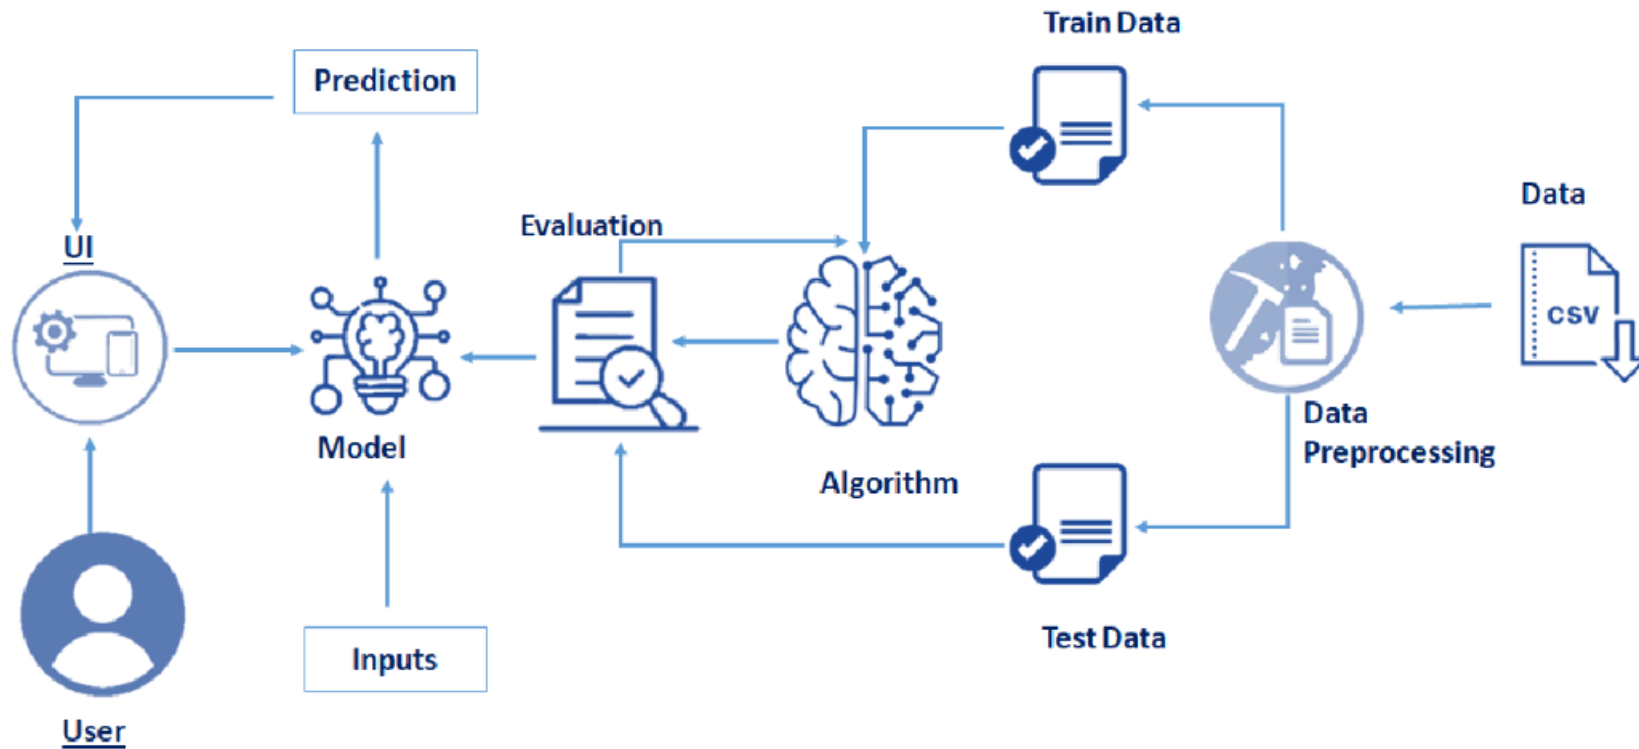 Train Data
Prediction
Data
Evaluation
UI
CSV
Data
Preprocessing
Model
Algorithm
Test Data
Inputs
User